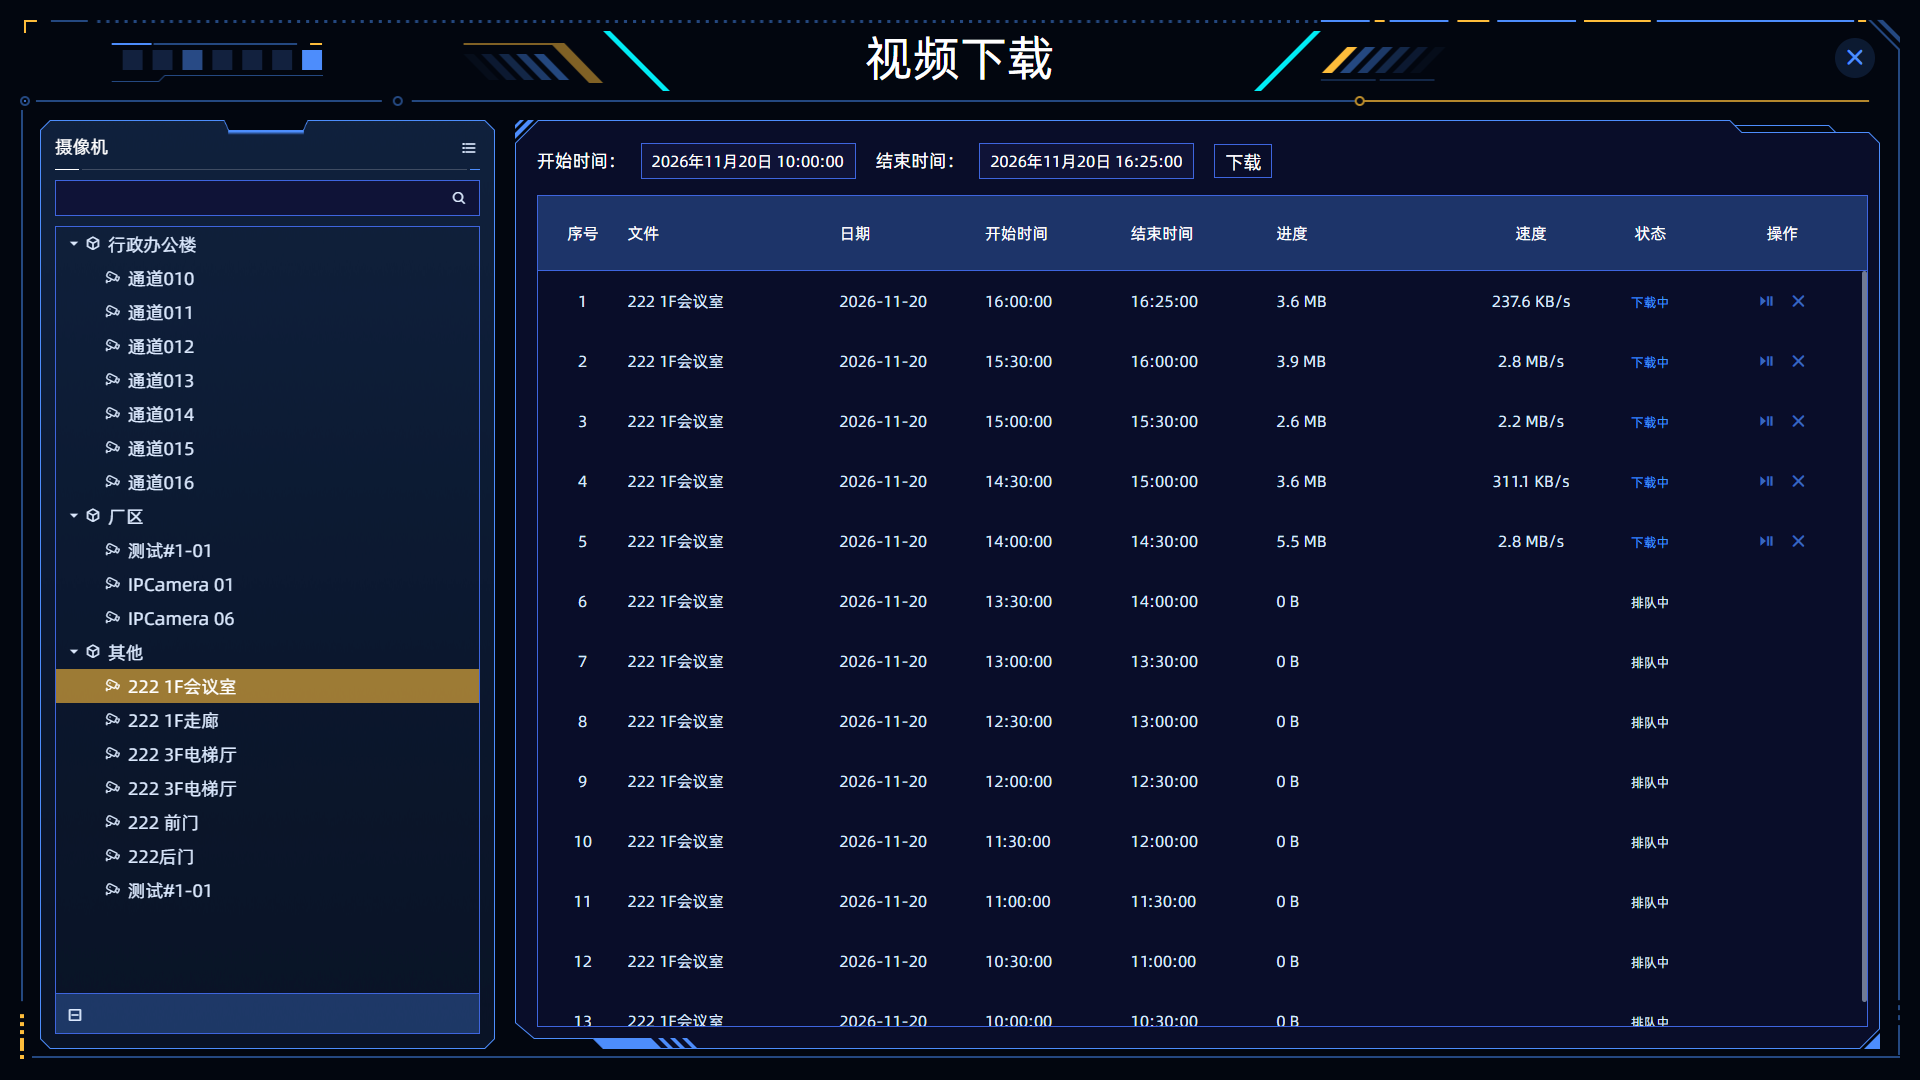 视频下载
摄像机
行政办公楼
通道010
通道011
通道012
通道013
通道014
通道015
通道016
厂区
测试#1-01
IPCamera 01
IPCamera 06
其他
222 1F会议室
222 1F走廊
222 3F电梯厅
222 3F电梯厅
222 前门
222后门
测试#1-01
开始时间： 2026年11月20日 10:00:00 结束时间： 2026年11月20日 16:25:00 下载
序号 文件 日期 开始时间 结束时间 进度 速度 状态 操作
1 222 1F会议室 2026-11-20 16:00:00 16:25:00 3.6 MB 237.6 KB/s 下载中
2 222 1F会议室 2026-11-20 15:30:00 16:00:00 3.9 MB 2.8 MB/s 下载中
3 222 1F会议室 2026-11-20 15:00:00 15:30:00 2.6 MB 2.2 MB/s 下载中
4 222 1F会议室 2026-11-20 14:30:00 15:00:00 3.6 MB 311.1 KB/s 下载中
5 222 1F会议室 2026-11-20 14:00:00 14:30:00 5.5 MB 2.8 MB/s 下载中
6 222 1F会议室 2026-11-20 13:30:00 14:00:00 0 B 排队中
7 222 1F会议室 2026-11-20 13:00:00 13:30:00 0 B 排队中
8 222 1F会议室 2026-11-20 12:30:00 13:00:00 0 B 排队中
9 222 1F会议室 2026-11-20 12:00:00 12:30:00 0 B 排队中
10 222 1F会议室 2026-11-20 11:30:00 12:00:00 0 B 排队中
11 222 1F会议室 2026-11-20 11:00:00 11:30:00 0 B 排队中
12 222 1F会议室 2026-11-20 10:30:00 11:00:00 0 B 排队中
13 222 1F会议室 2026-11-20 10:00:00 10:30:00 0 B 排队中